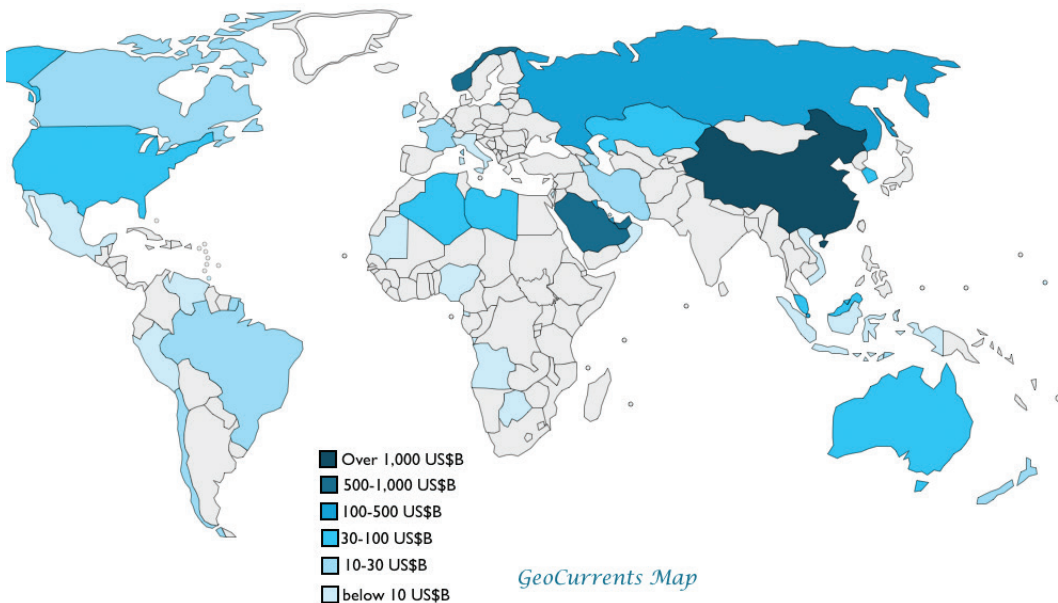 Over 1,000 US$B
500-1,000 US$B
100-500 US$B
30-100 US$B
10-30 US$B
below 10 US$B
GeoCurrents Map